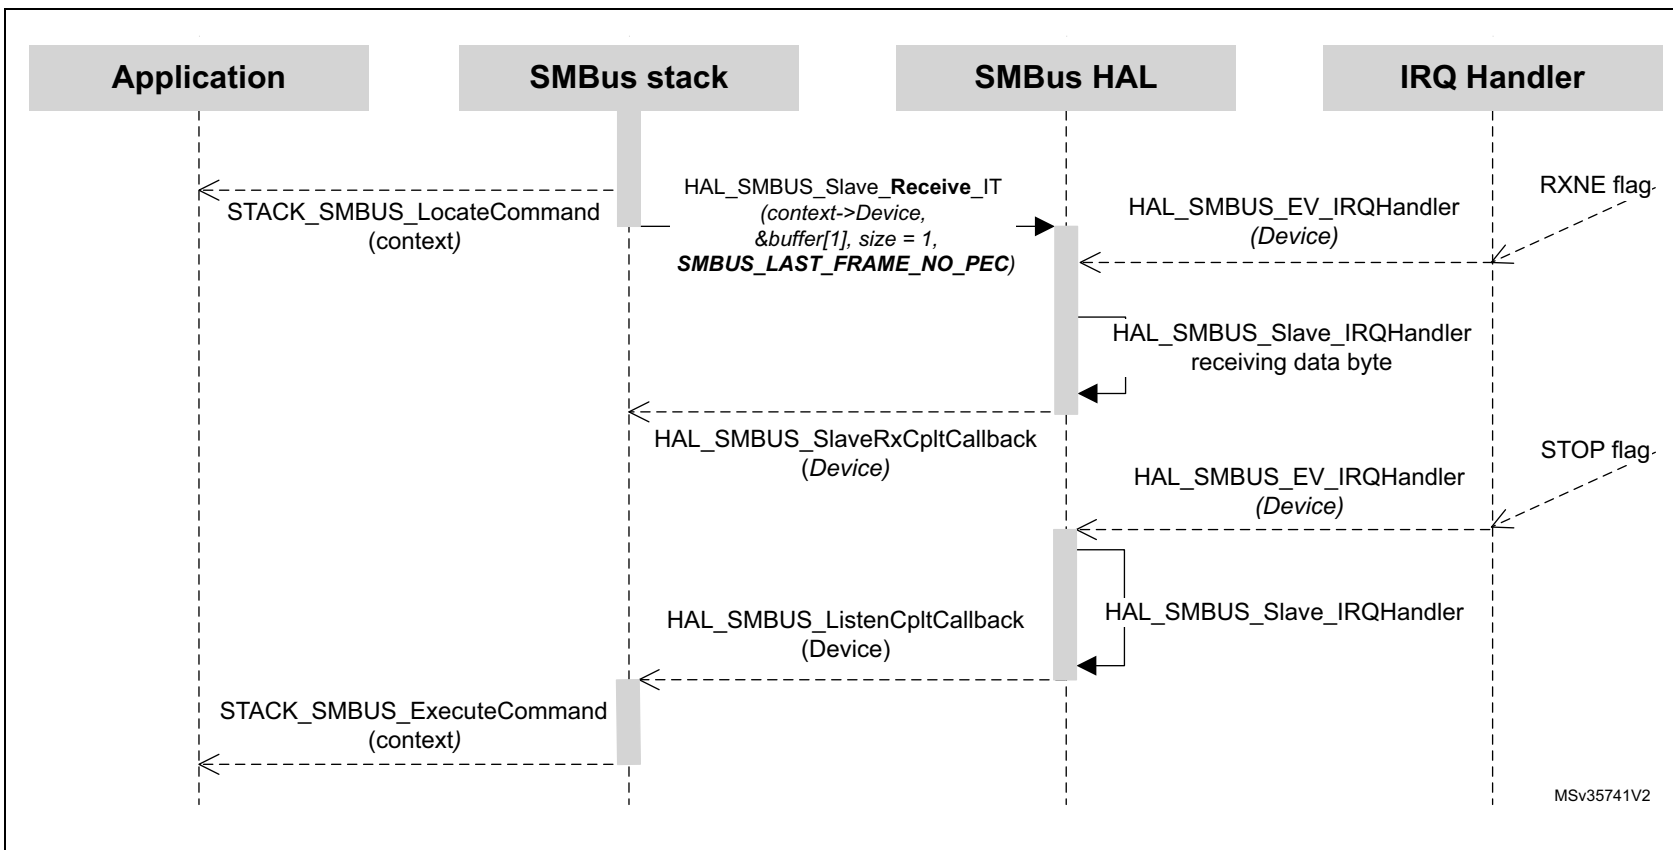 Application
SMBus stack
SMBus HAL
IRQ Handler
STACK_SMBUS_LocateCommand
(context)
HAL_SMBUS_Slave_Receive_IT
(context->Device,
&buffer[1], size = 1,
SMBUS_LAST_FRAME_NO_PEC)
HAL_SMBUS_EV_IRQHandler
(Device)
RXNE flag
HAL_SMBUS_Slave_IRQHandler
receiving data byte
HAL_SMBUS_SlaveRxCpltCallback
(Device)
HAL_SMBUS_EV_IRQHandler
(Device)
STOP flag
HAL_SMBUS_Slave_IRQHandler
HAL_SMBUS_ListenCpltCallback
(Device)
STACK_SMBUS_ExecuteCommand
(context)
MSv35741V2